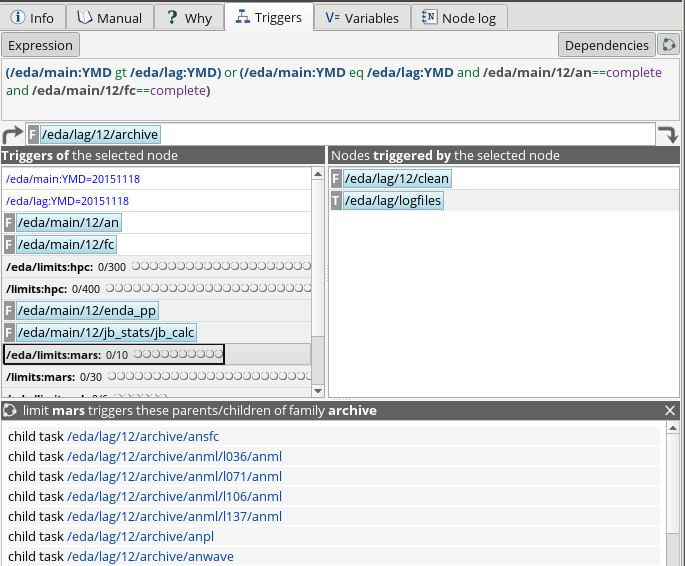 Info Manual ? Why Triggers V= Variables N Node log
Expression Dependencies
(/eda/main:YMD gt /eda/lag:YMD) or (/eda/main:YMD eq /eda/lag:YMD and /eda/main/12/an==complete
and /eda/main/12/fc==complete)
F /eda/lag/12/archive
Triggers of the selected node
/eda/main:YMD=20151118
/eda/lag:YMD=20151118
F /eda/main/12/an
F /eda/main/12/fc
/eda/limits:hpc: 0/300
/limits:hpc: 0/400
F /eda/main/12/enda_pp
F /eda/main/12/jb_stats/jb_calc
/eda/limits:mars: 0/10
/limits:mars: 0/30
Nodes triggered by the selected node
F /eda/lag/12/clean
T /eda/lag/logfiles
limit mars triggers these parents/children of family archive
child task /eda/lag/12/archive/ansfc
child task /eda/lag/12/archive/anml/l036/anml
child task /eda/lag/12/archive/anml/l071/anml
child task /eda/lag/12/archive/anml/l106/anml
child task /eda/lag/12/archive/anml/l137/anml
child task /eda/lag/12/archive/anpl
child task /eda/lag/12/archive/anwave